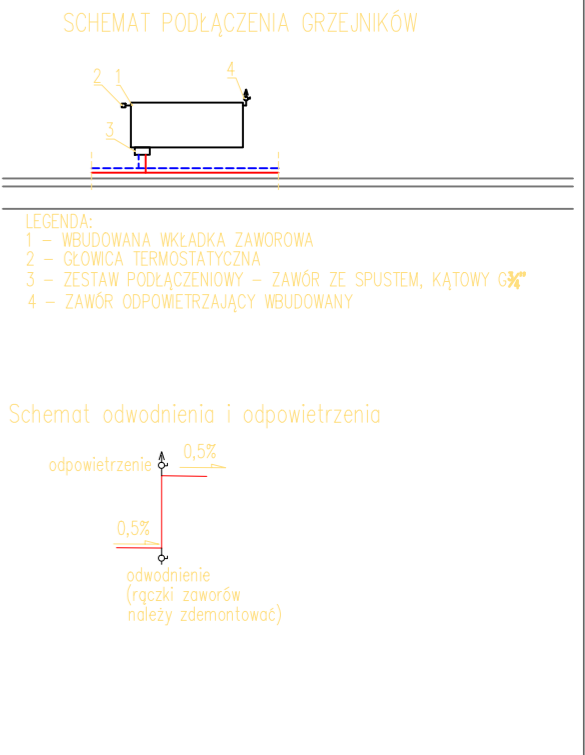 SCHEMAT PODŁĄCZENIA GRZEJNIKÓW
2 1
4
3
LEGENDA:
1 – WBUDOWANA WKŁADKA ZAWOROWA
2 – GŁOWICA TERMOSTATYCZNA
3 – ZESTAW PODŁĄCZENIOWY – ZAWÓR ZE SPUSTEM, KĄTOWY G¾"
4 – ZAWÓR ODPOWIETRZAJĄCY WBUDOWANY
Schemat odwodnienia i odpowietrzenia
odpowietrzenie
0,5%
0,5%
odwodnienie
(rączki zaworów
należy zdemontować)